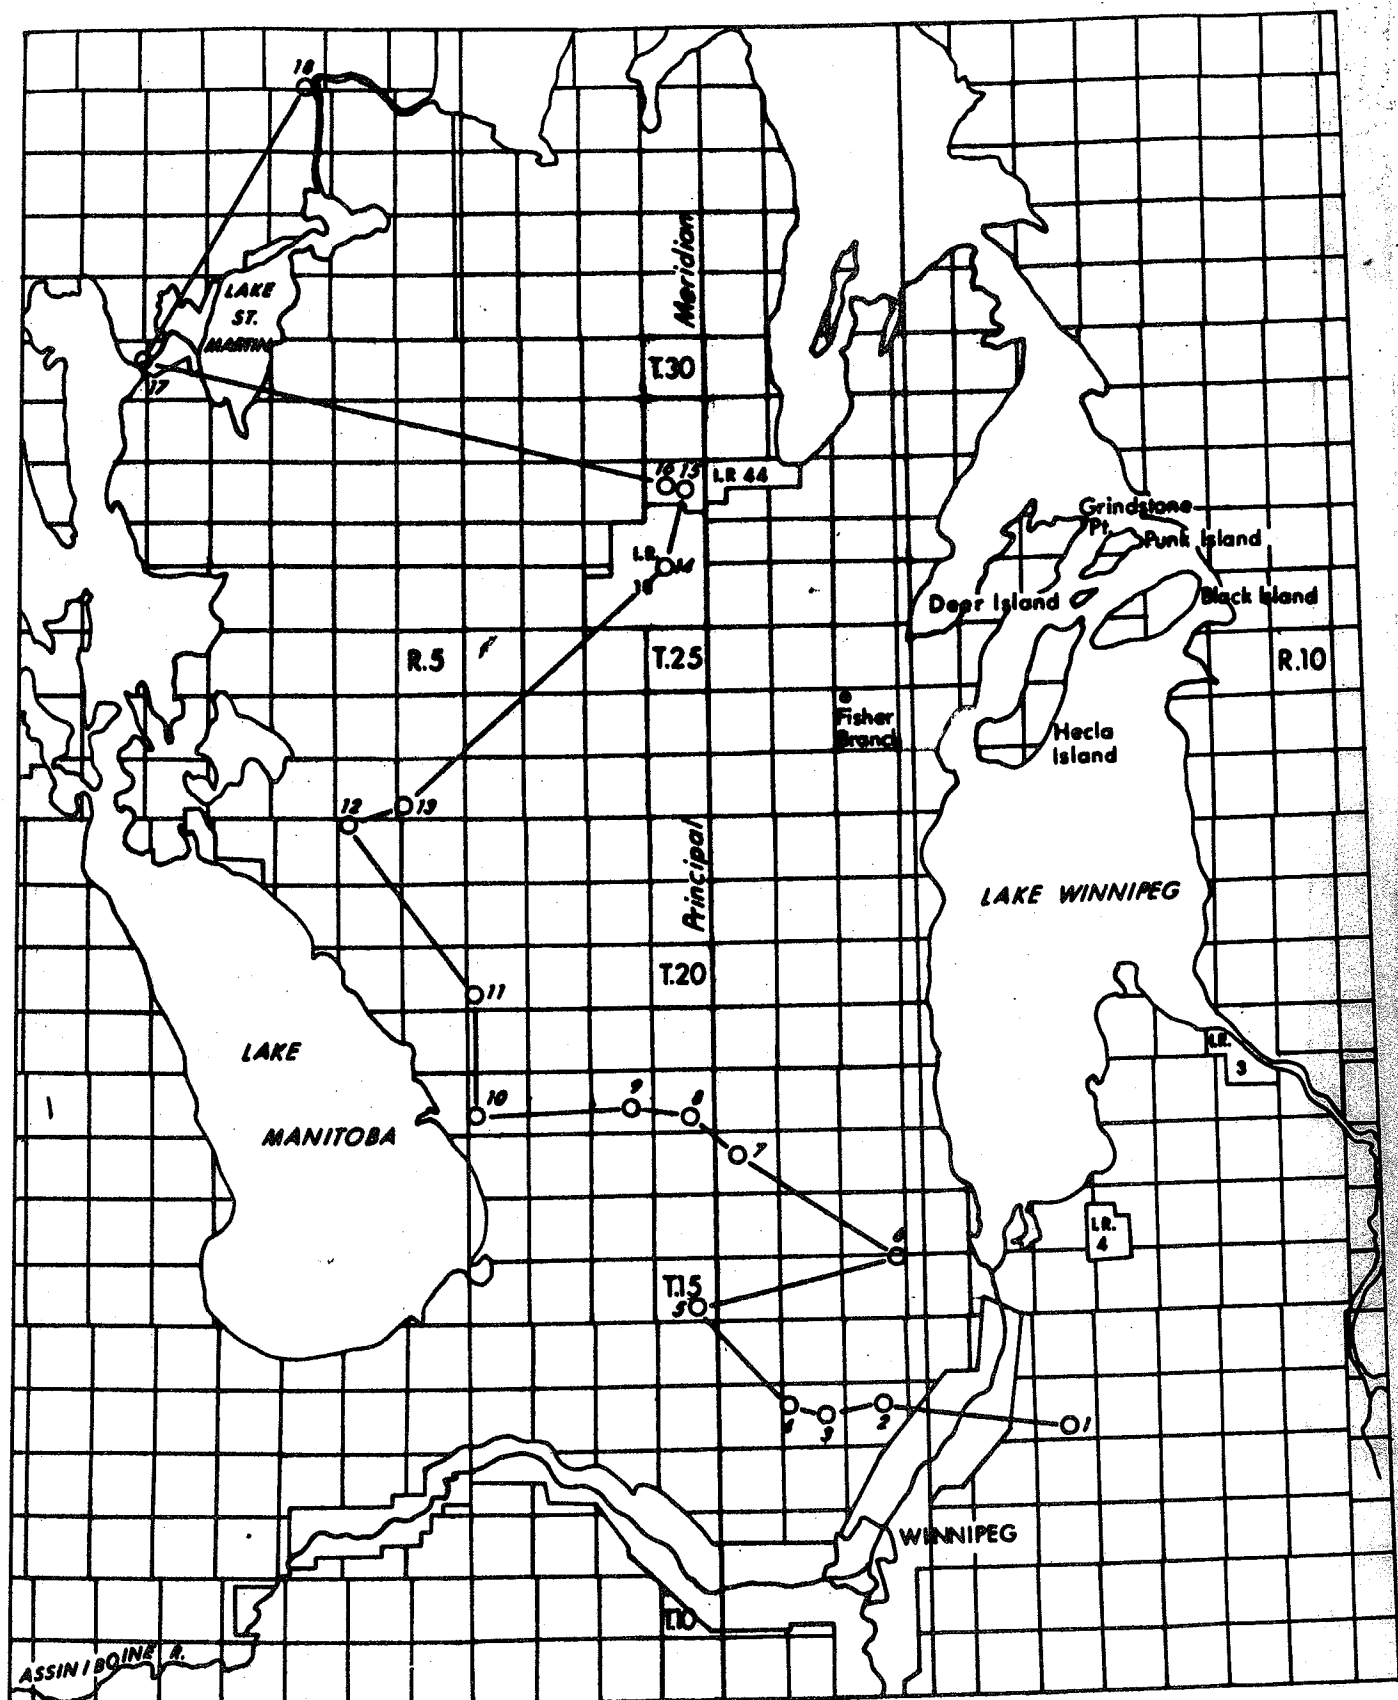 18
LAKE
ST.
MARTIN
Meridian
T.30
17
16 15
I.R 44
I.R.
18
14
Grindstone
Pt.
Punk Island
Deer Island
Black Island
R.5
T.25
R.10
Fisher
Branch
Hecla
Island
12
13
Principal
LAKE WINNIPEG
T.20
11
LAKE
MANITOBA
I.R.
3
10
9
8
7
6
I.R.
4
T.15
5
4
3
2
1
WINNIPEG
T.10
ASSINIBOINE R.